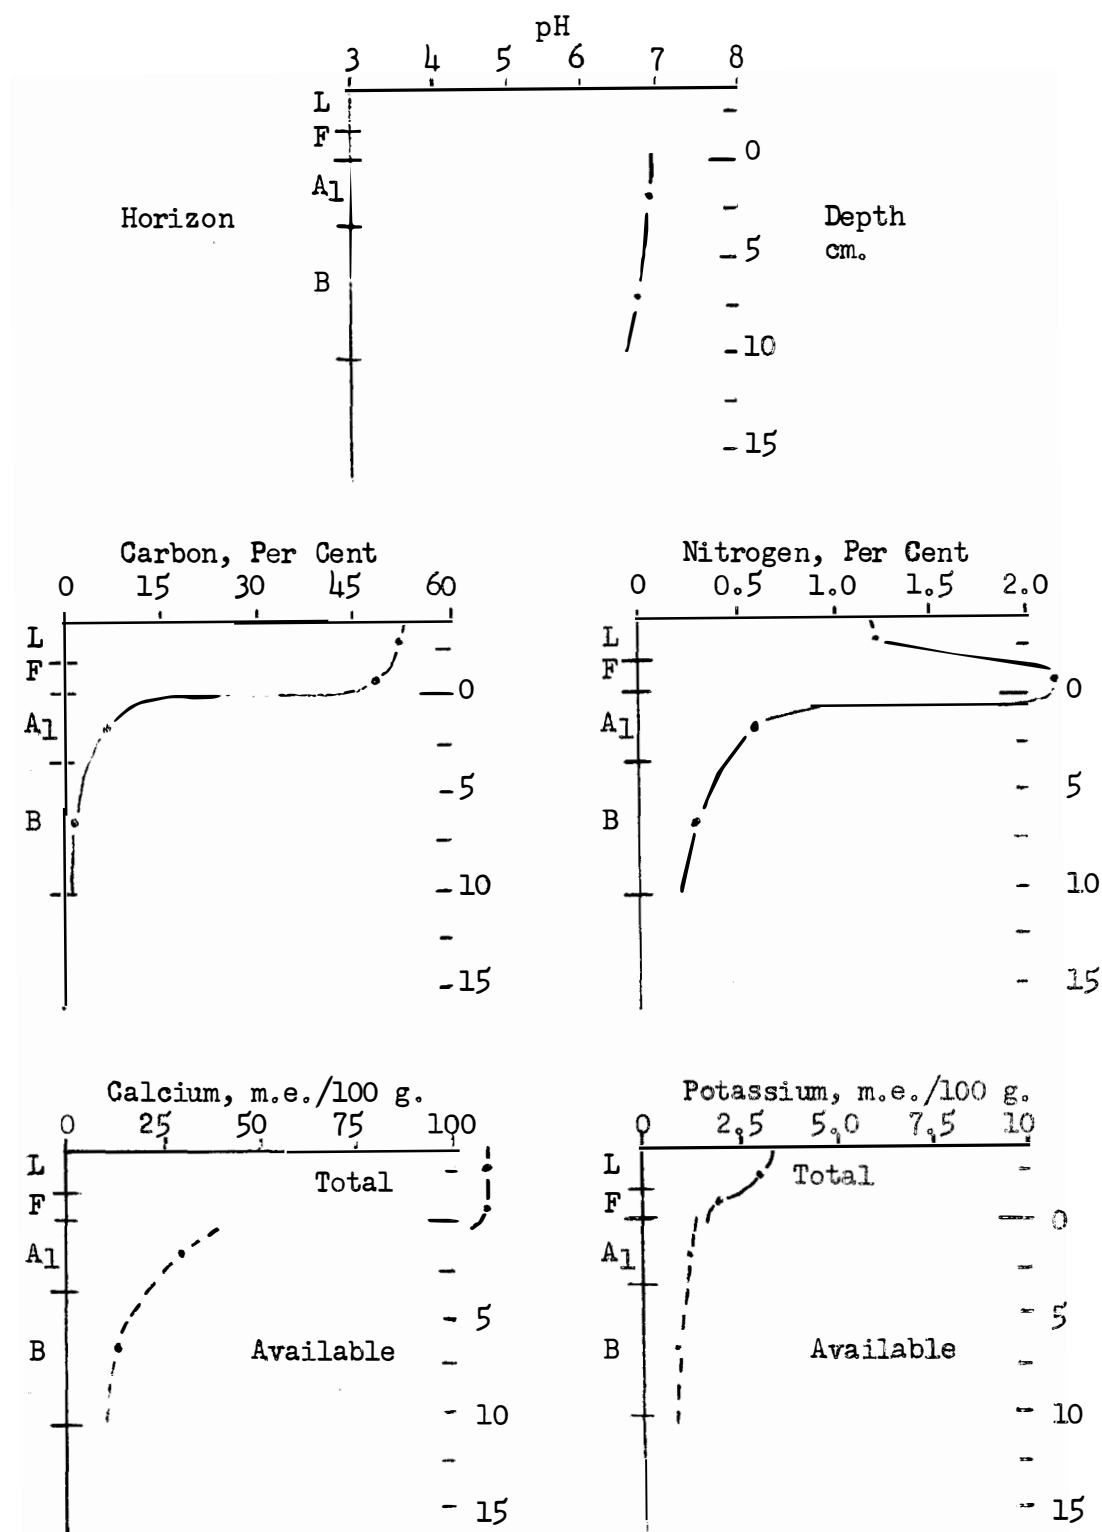 pH
3 4 5 6 7 8
L
F
0
A1
Horizon
Depth
cm.
5
B
10
15
Carbon, Per Cent
0 15 30 45 60
L
F
0
A1
5
B
10
15
Nitrogen, Per Cent
0 0.5 1.0 1.5 2.0
L
F
0
A1
5
B
10
15
Calcium, m.e./100 g.
0 25 50 75 100
L
Total
F
A1
5
B
Available
10
15
Potassium, m.e./100 g.
0 2.5 5.0 7.5 10
L
Total
F
0
A1
5
B
Available
10
15